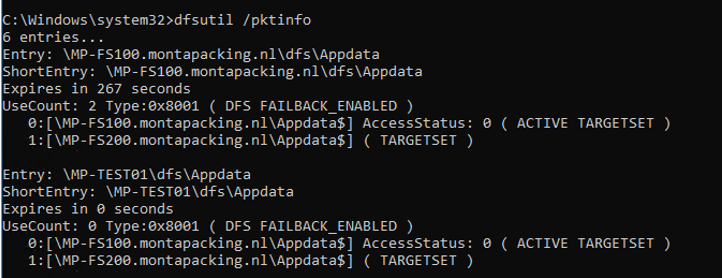 C:\Windows\system32>dfsutil /pktinfo
6 entries...
Entry: \MP-FS100.montapacking.nl\dfs\Appdata
ShortEntry: \MP-FS100.montapacking.nl\dfs\Appdata
Expires in 267 seconds
UseCount: 2 Type:0x8001 ( DFS FAILBACK_ENABLED )
   0:[\MP-FS100.montapacking.nl\Appdata$] AccessStatus: 0 ( ACTIVE TARGETSET )
   1:[\MP-FS200.montapacking.nl\Appdata$] ( TARGETSET )

Entry: \MP-TEST01\dfs\Appdata
ShortEntry: \MP-TEST01\dfs\Appdata
Expires in 0 seconds
UseCount: 0 Type:0x8001 ( DFS FAILBACK_ENABLED )
   0:[\MP-FS100.montapacking.nl\Appdata$] AccessStatus: 0 ( ACTIVE TARGETSET )
   1:[\MP-FS200.montapacking.nl\Appdata$] ( TARGETSET )